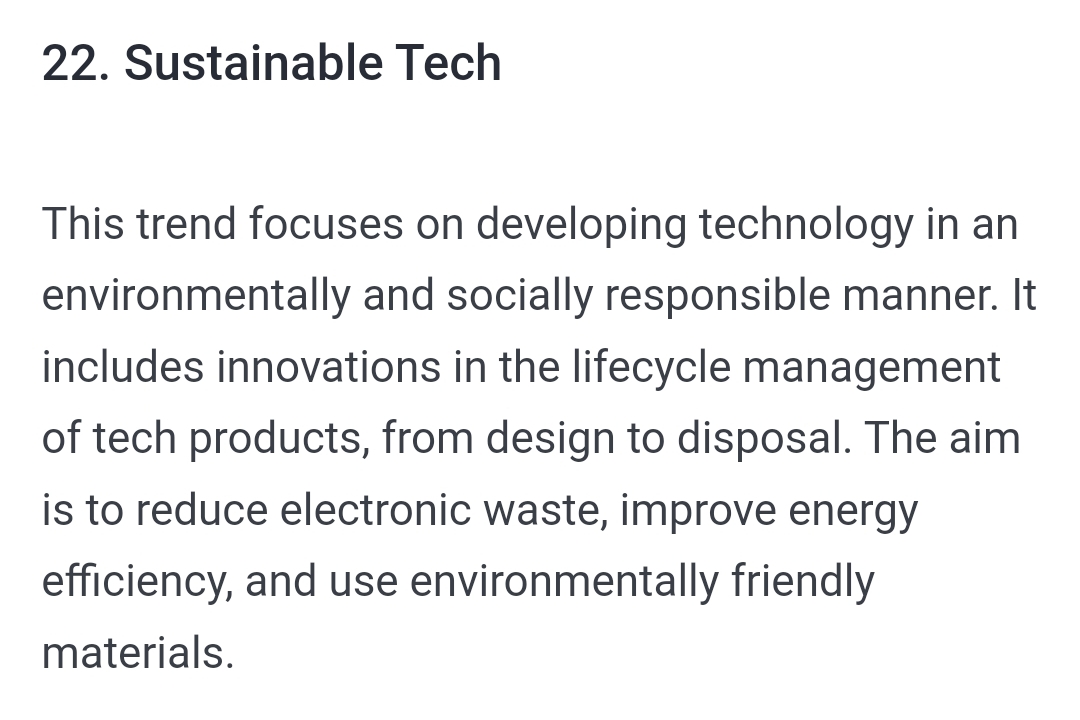 22. Sustainable Tech
This trend focuses on developing technology in an
environmentally and socially responsible manner. It
includes innovations in the lifecycle management
of tech products, from design to disposal. The aim
is to reduce electronic waste, improve energy
efficiency, and use environmentally friendly
materials.